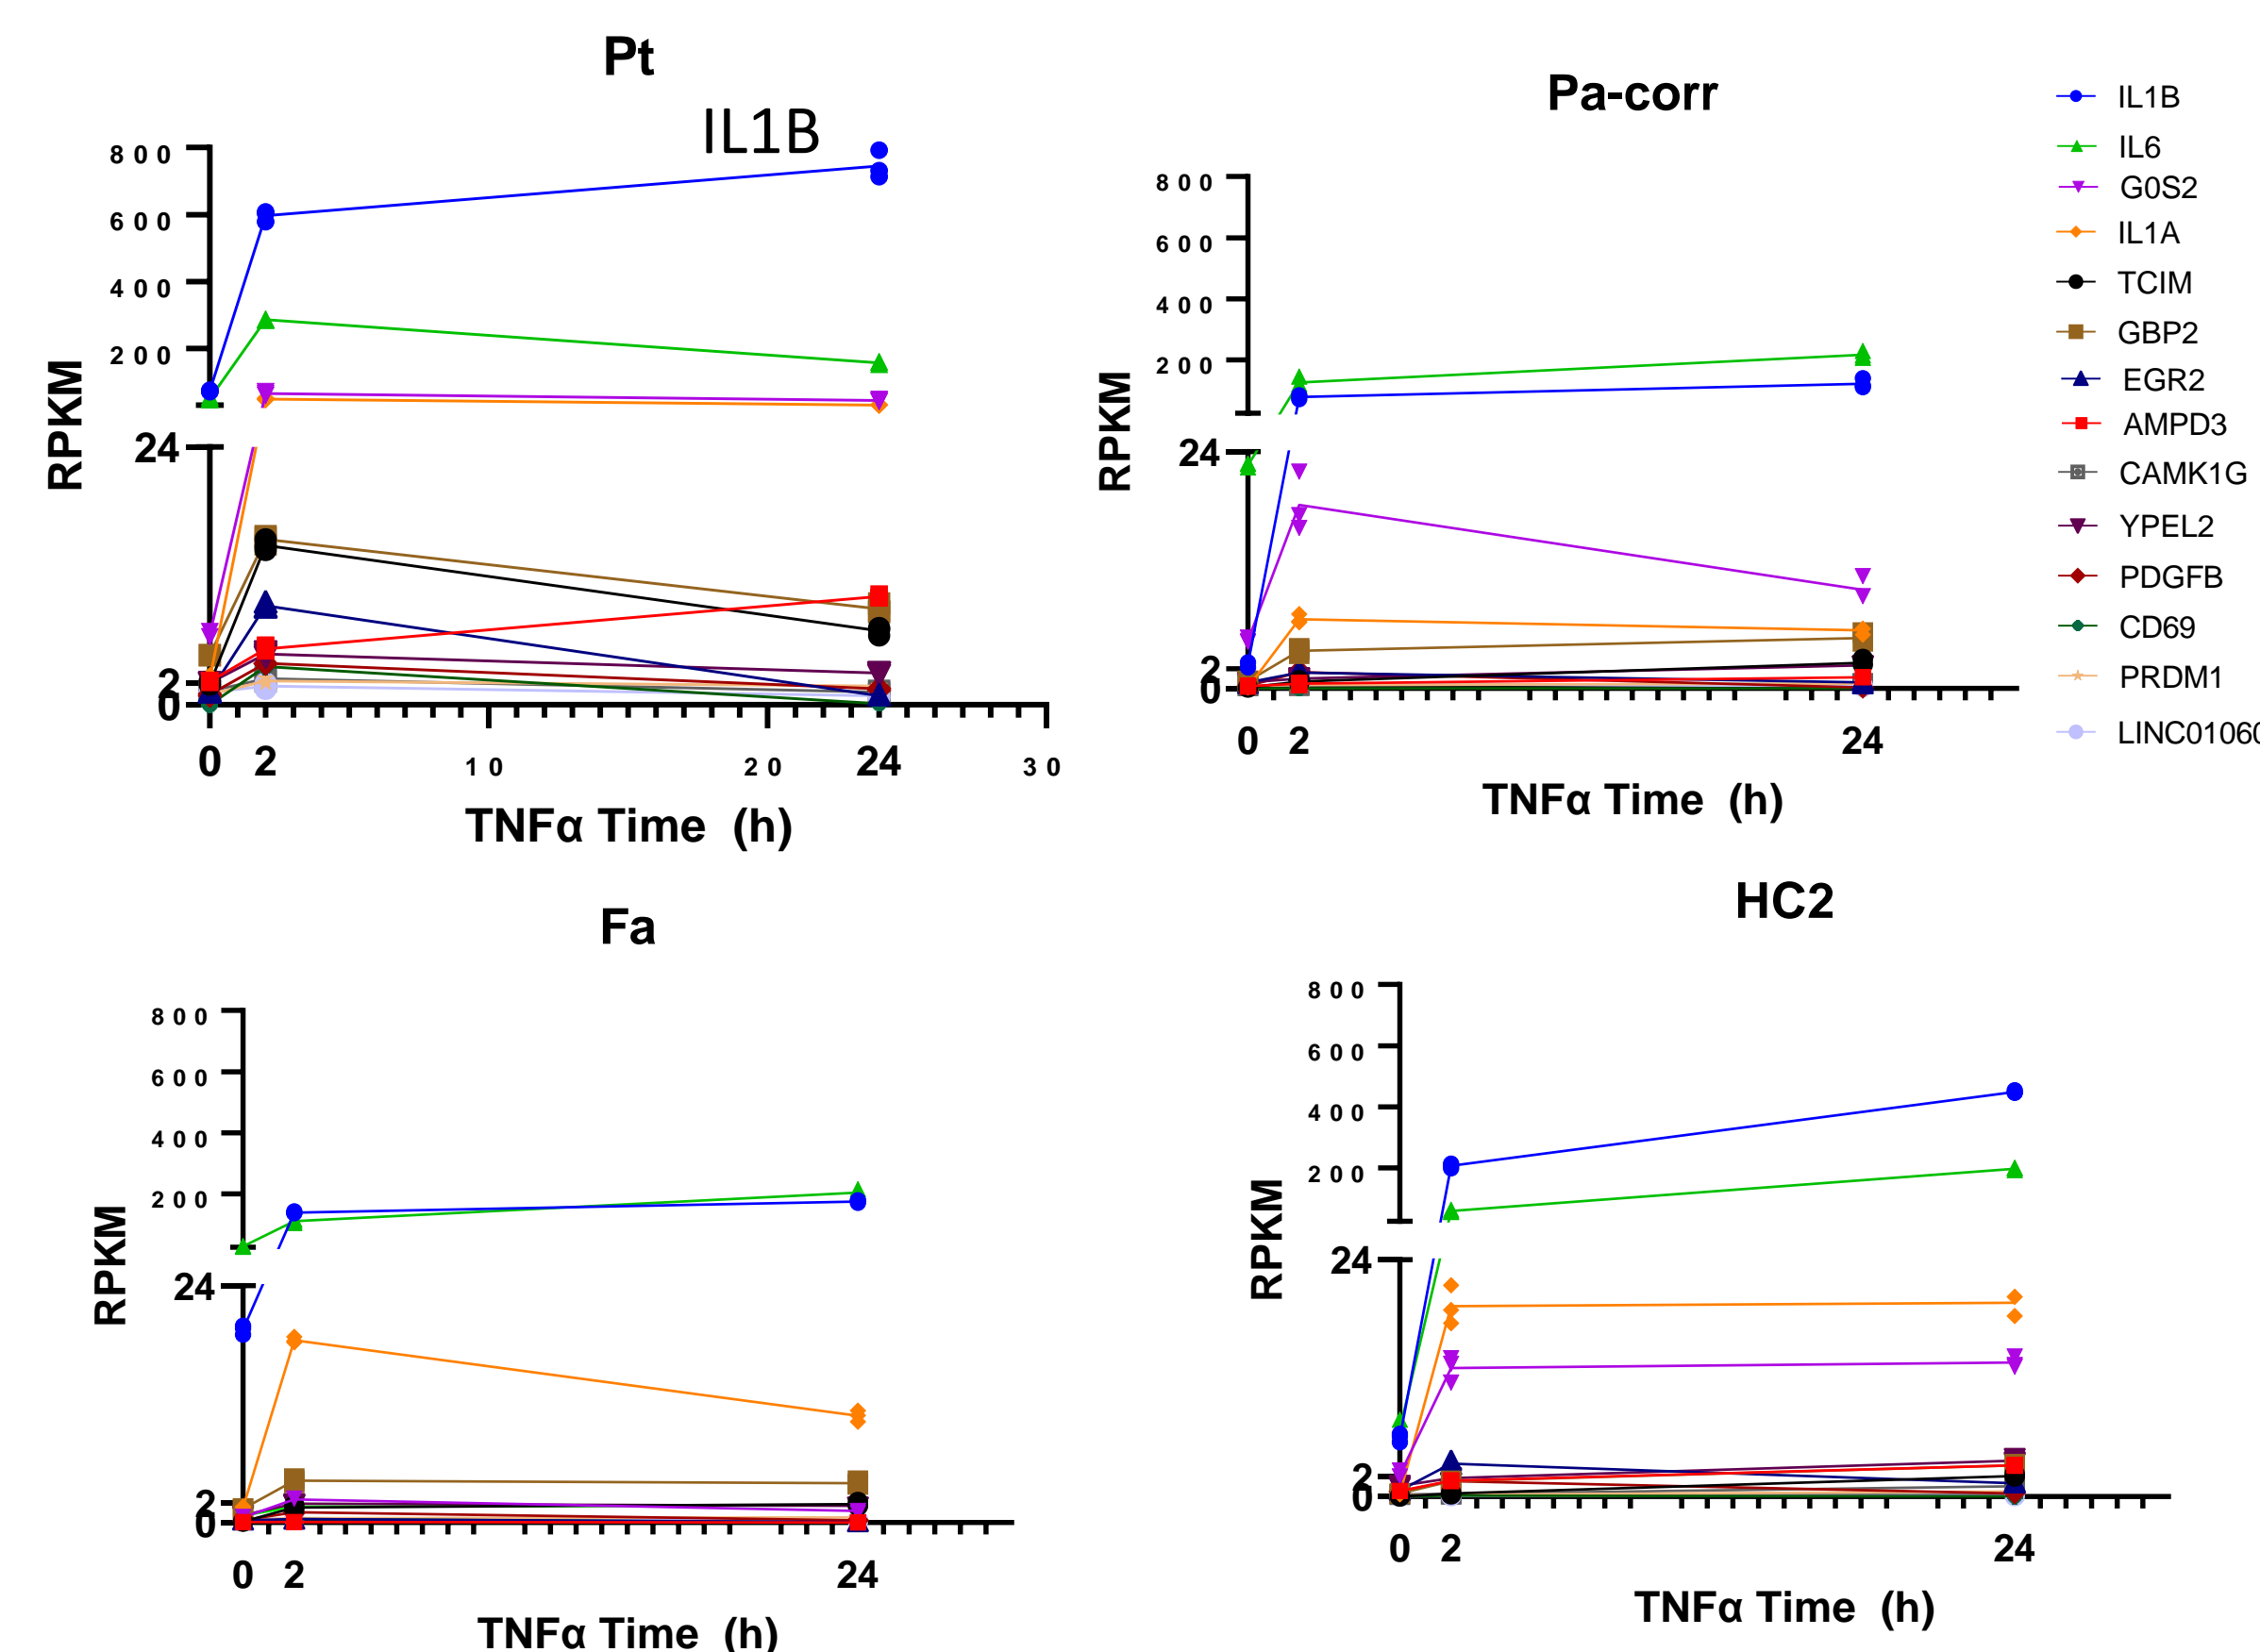 Pt
IL1B
800
600
400
200
24
2
0
RPKM
0 2 10 20 24 30
TNFα Time (h)
Pa-corr
800
600
400
200
24
2
0
RPKM
0 2 24
TNFα Time (h)
IL1B
IL6
G0S2
IL1A
TCIM
GBP2
EGR2
AMPD3
CAMK1G
YPEL2
PDGFB
CD69
PRDM1
LINC01060
Fa
800
600
400
200
24
2
0
RPKM
0 2 24
TNFα Time (h)
HC2
800
600
400
200
24
2
0
RPKM
0 2 24
TNFα Time (h)